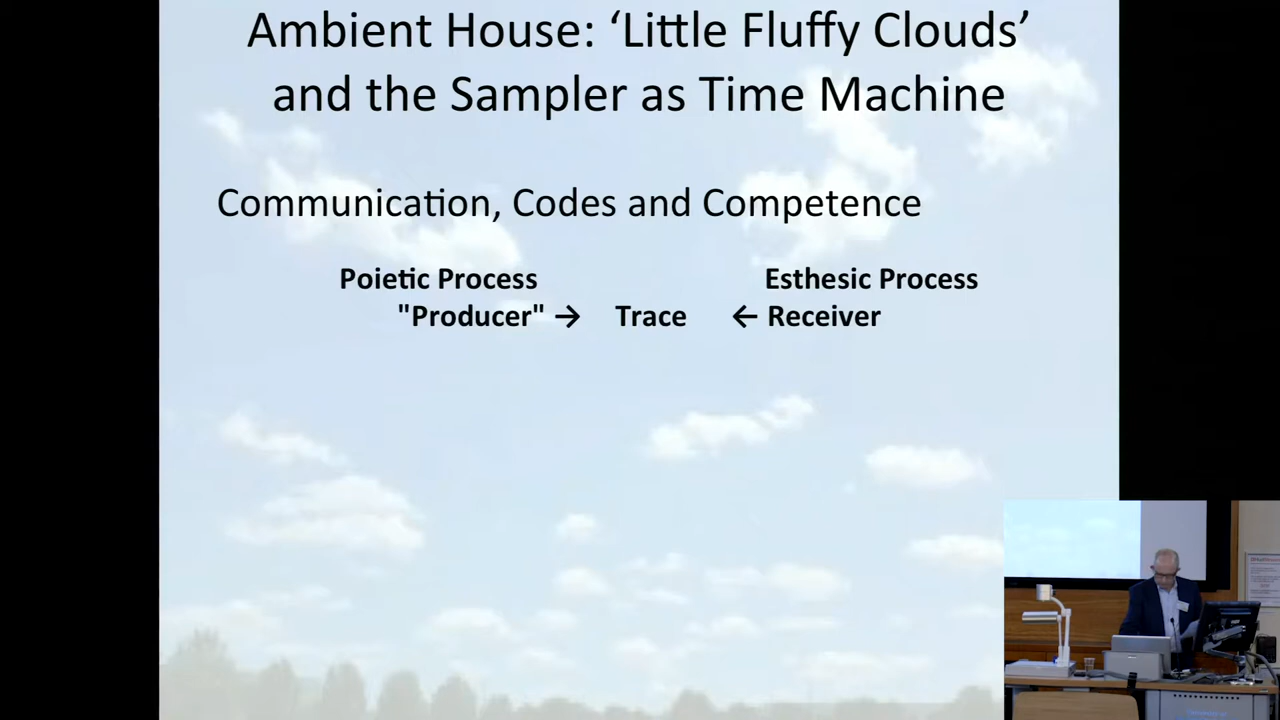 Ambient House: ‘Little Fluffy Clouds’
and the Sampler as Time Machine
Communication, Codes and Competence
Poietic Process Esthesic Process
"Producer" → Trace ← Receiver